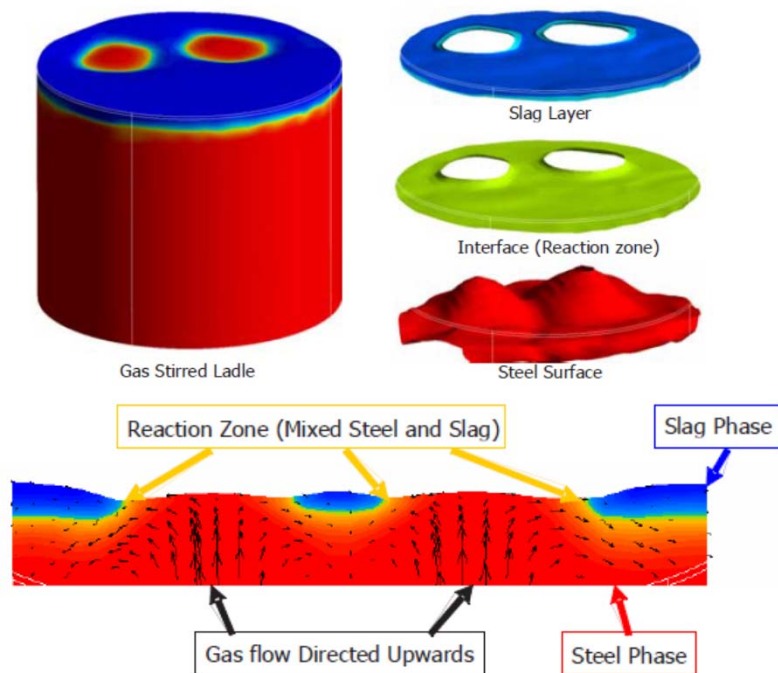 Slag Layer
Interface (Reaction zone)
Gas Stirred Ladle
Steel Surface
Reaction Zone (Mixed Steel and Slag)
Slag Phase
Gas flow Directed Upwards
Steel Phase